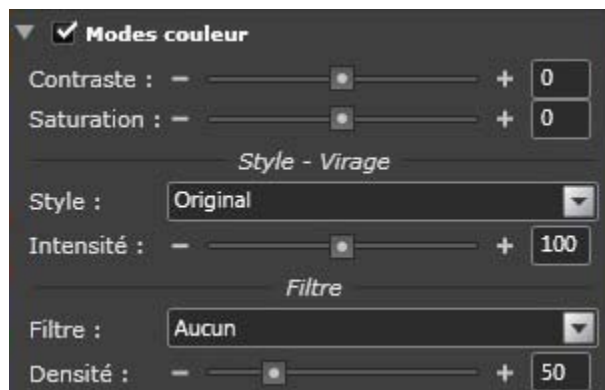 Modes couleur
Contraste : − + 0
Saturation : − + 0
Style - Virage
Style : Original
Intensité : − + 100
Filtre
Filtre : Aucun
Densité : − + 50